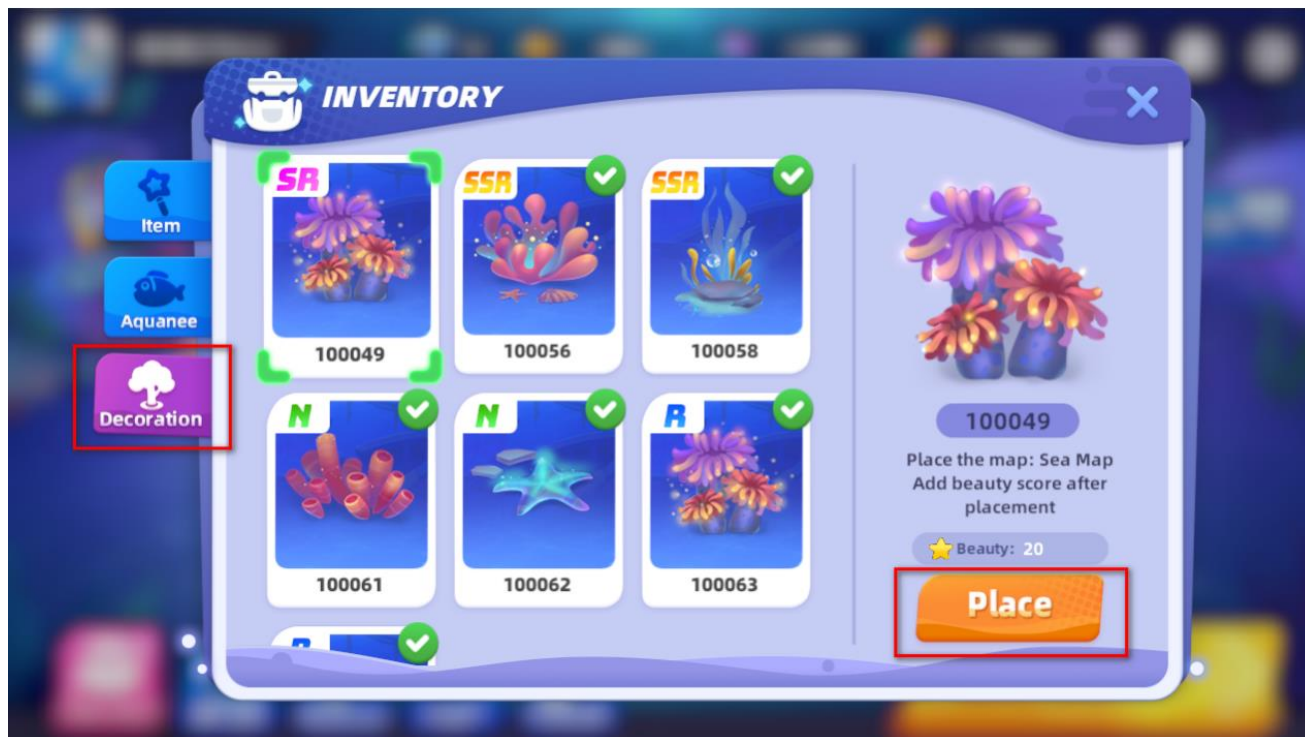 INVENTORY
Item
Aquanee
Decoration
SR
100049
SSR
100056
SSR
100058
N
100061
N
100062
R
100063
R
100049
Place the map: Sea Map
Add beauty score after
placement
Beauty: 20
Place